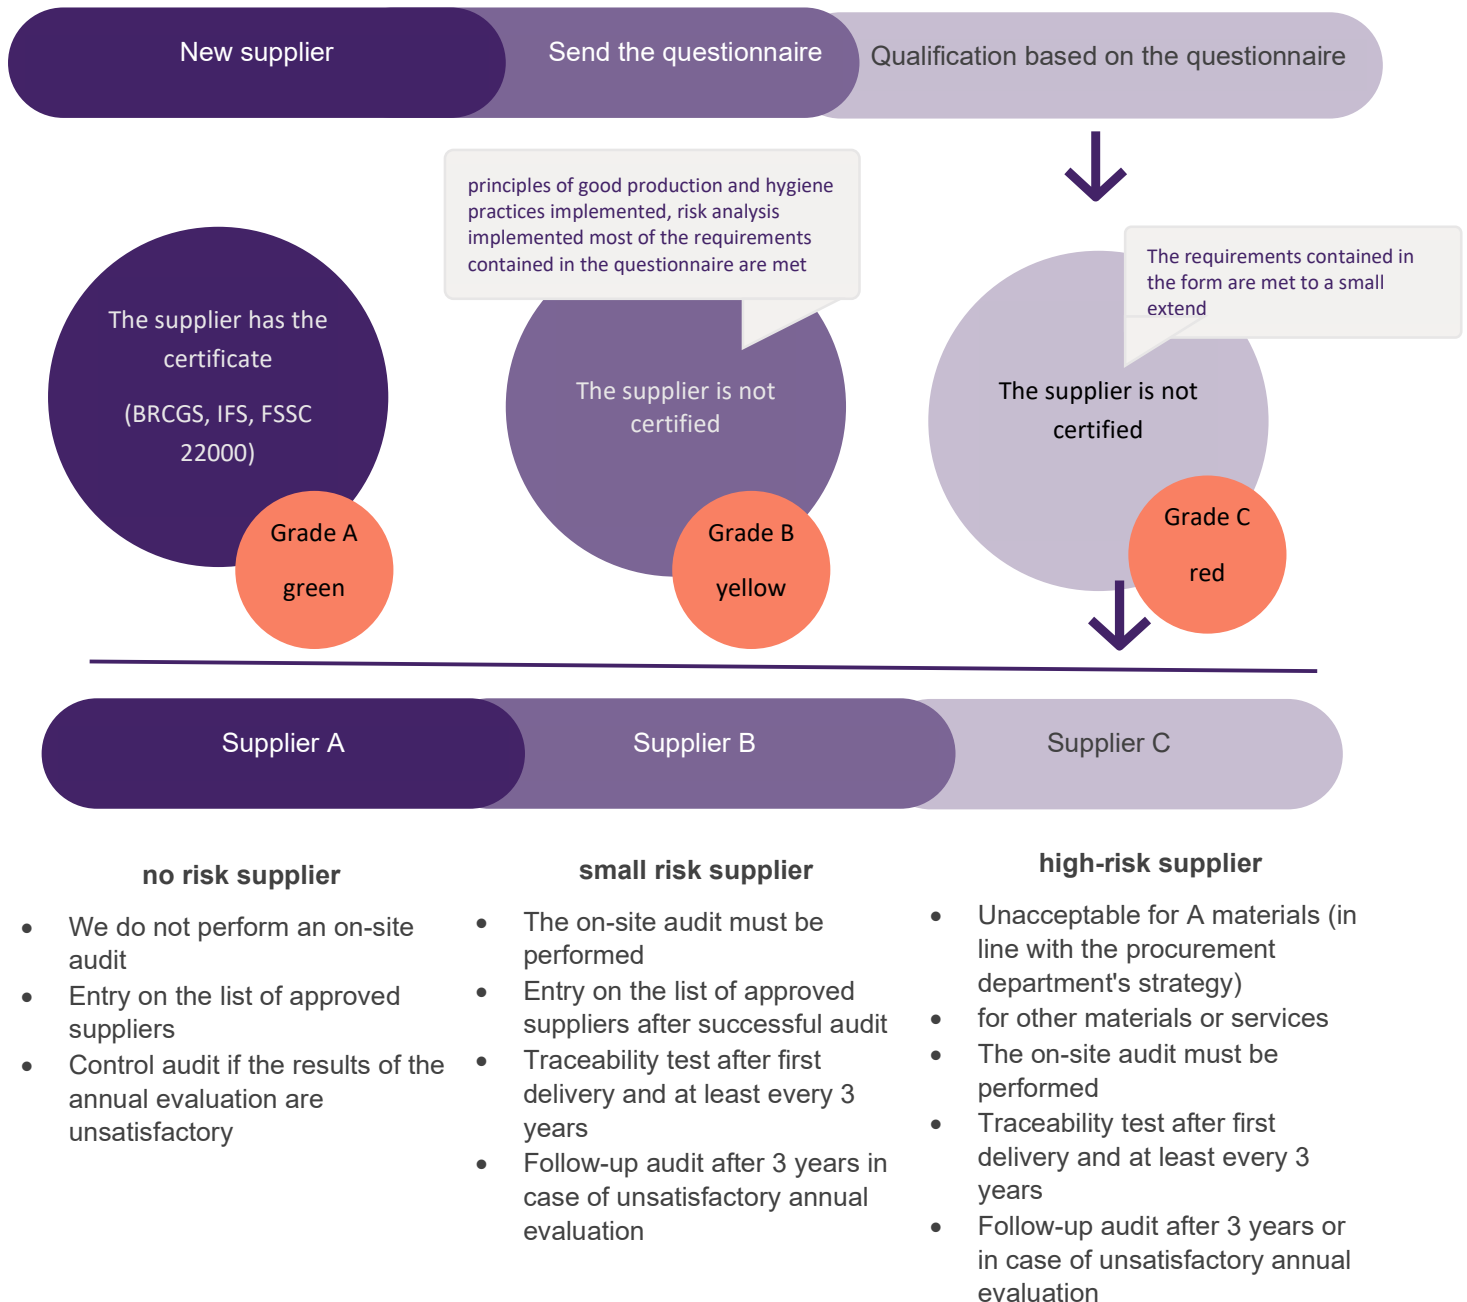 New supplier
Send the questionnaire
Qualification based on the questionnaire
principles of good production and hygiene
practices implemented, risk analysis
implemented most of the requirements
contained in the questionnaire are met
The requirements contained in
the form are met to a small
extend
The supplier has the
certificate
(BRCGS, IFS, FSSC
22000)
The supplier is not
certified
The supplier is not
certified
Grade A
green
Grade B
yellow
Grade C
red
Supplier A
Supplier B
Supplier C
no risk supplier
• We do not perform an on-site
audit
• Entry on the list of approved
suppliers
• Control audit if the results of the
annual evaluation are
unsatisfactory
small risk supplier
• The on-site audit must be
performed
• Entry on the list of approved
suppliers after successful audit
• Traceability test after first
delivery and at least every 3
years
• Follow-up audit after 3 years in
case of unsatisfactory annual
evaluation
high-risk supplier
• Unacceptable for A materials (in
line with the procurement
department's strategy)
• for other materials or services
• The on-site audit must be
performed
• Traceability test after first
delivery and at least every 3
years
• Follow-up audit after 3 years or
in case of unsatisfactory annual
evaluation